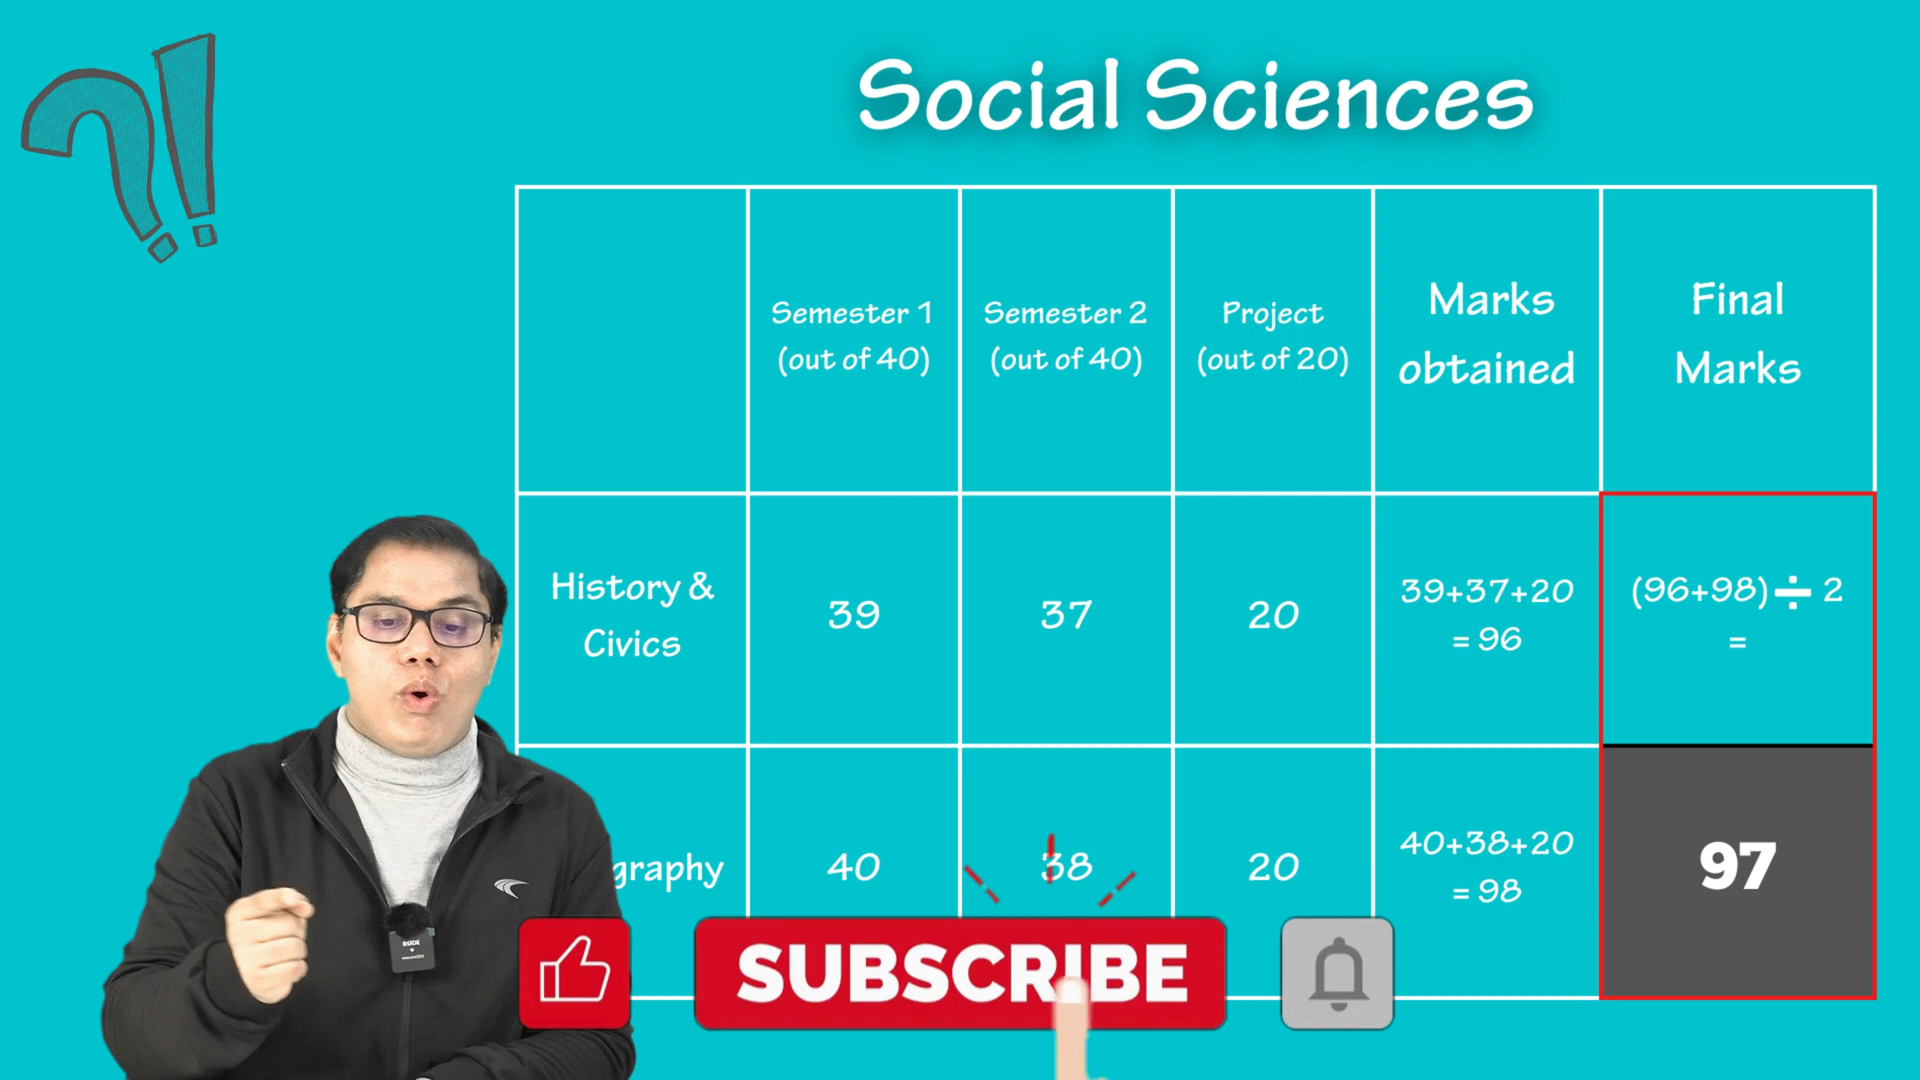 ?!
Social Sciences
Semester 1
(out of 40)
Semester 2
(out of 40)
Project
(out of 20)
Marks
obtained
Final
Marks
History &
Civics
39
37
20
39+37+20
= 96
(96+98) ÷ 2
=
graphy
40
38
20
40+38+20
= 98
97
RØDE
SUBSCRIBE